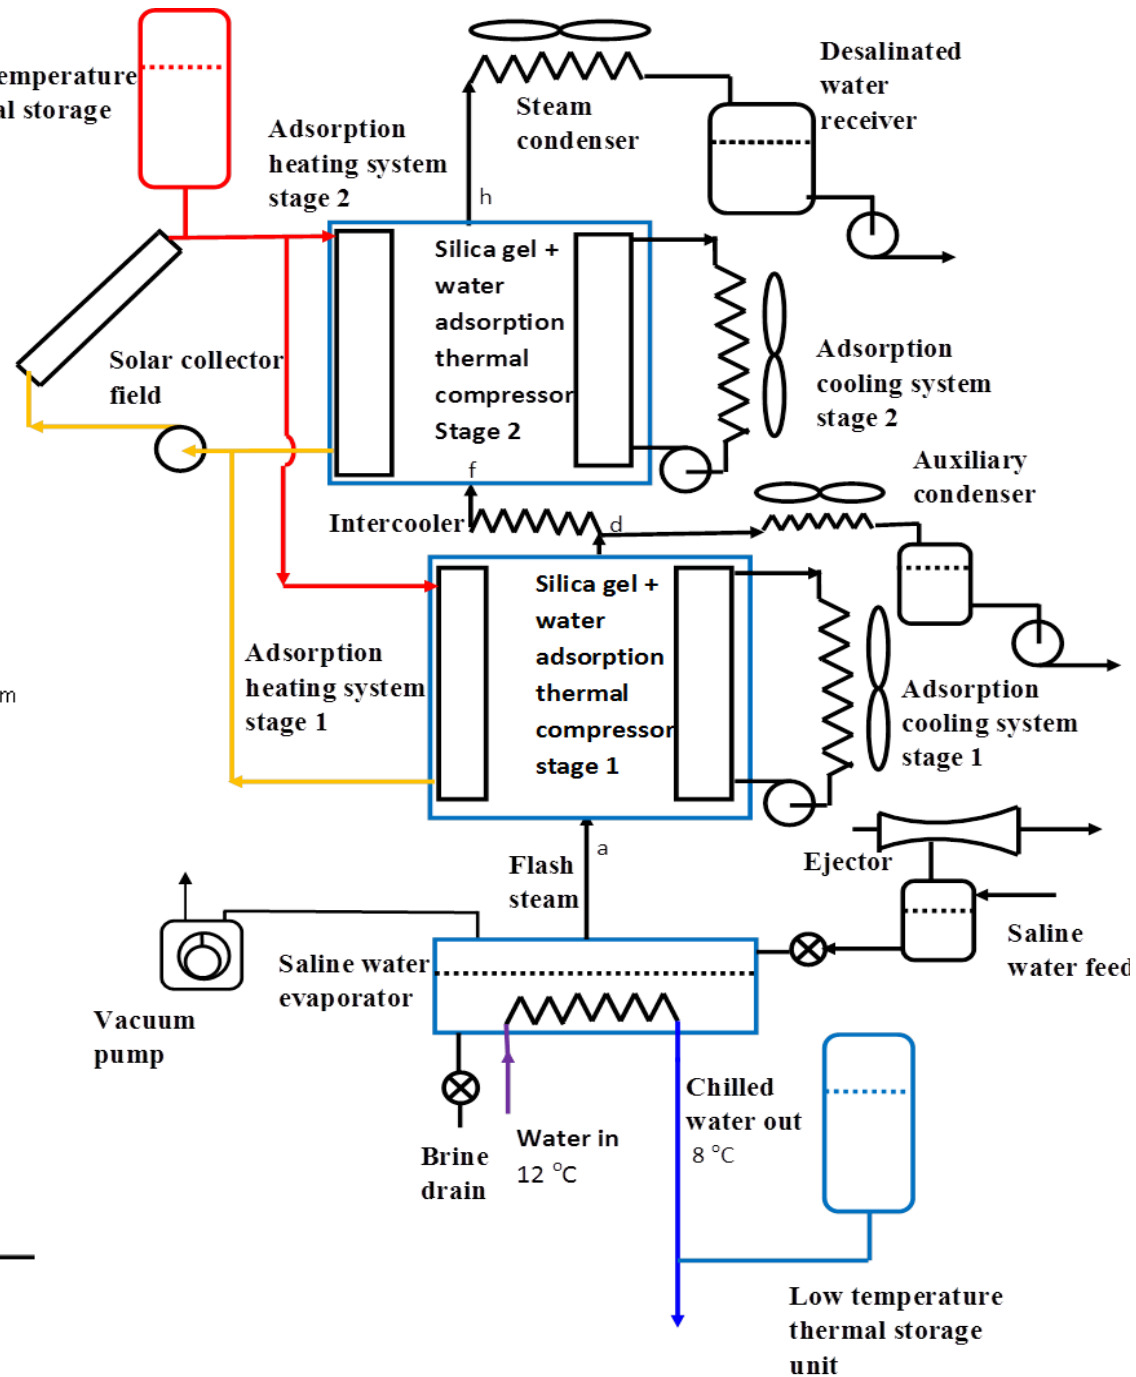 Desalinated
water
receiver
emperature
al storage
Steam
condenser
Adsorption
heating system
stage 2
h
Silica gel +
water
adsorption
thermal
compressor
Stage 2
Solar collector
field
Adsorption
cooling system
stage 2
f
Auxiliary
condenser
Intercooler
d
Silica gel +
water
adsorption
thermal
compressor
stage 1
Adsorption
heating system
stage 1
m
Adsorption
cooling system
stage 1
a
Flash
steam
Ejector
Saline
water feed
Saline water
evaporator
Vacuum
pump
Chilled
water out
8 °C
Water in
12 °C
Brine
drain
Low temperature
thermal storage
unit